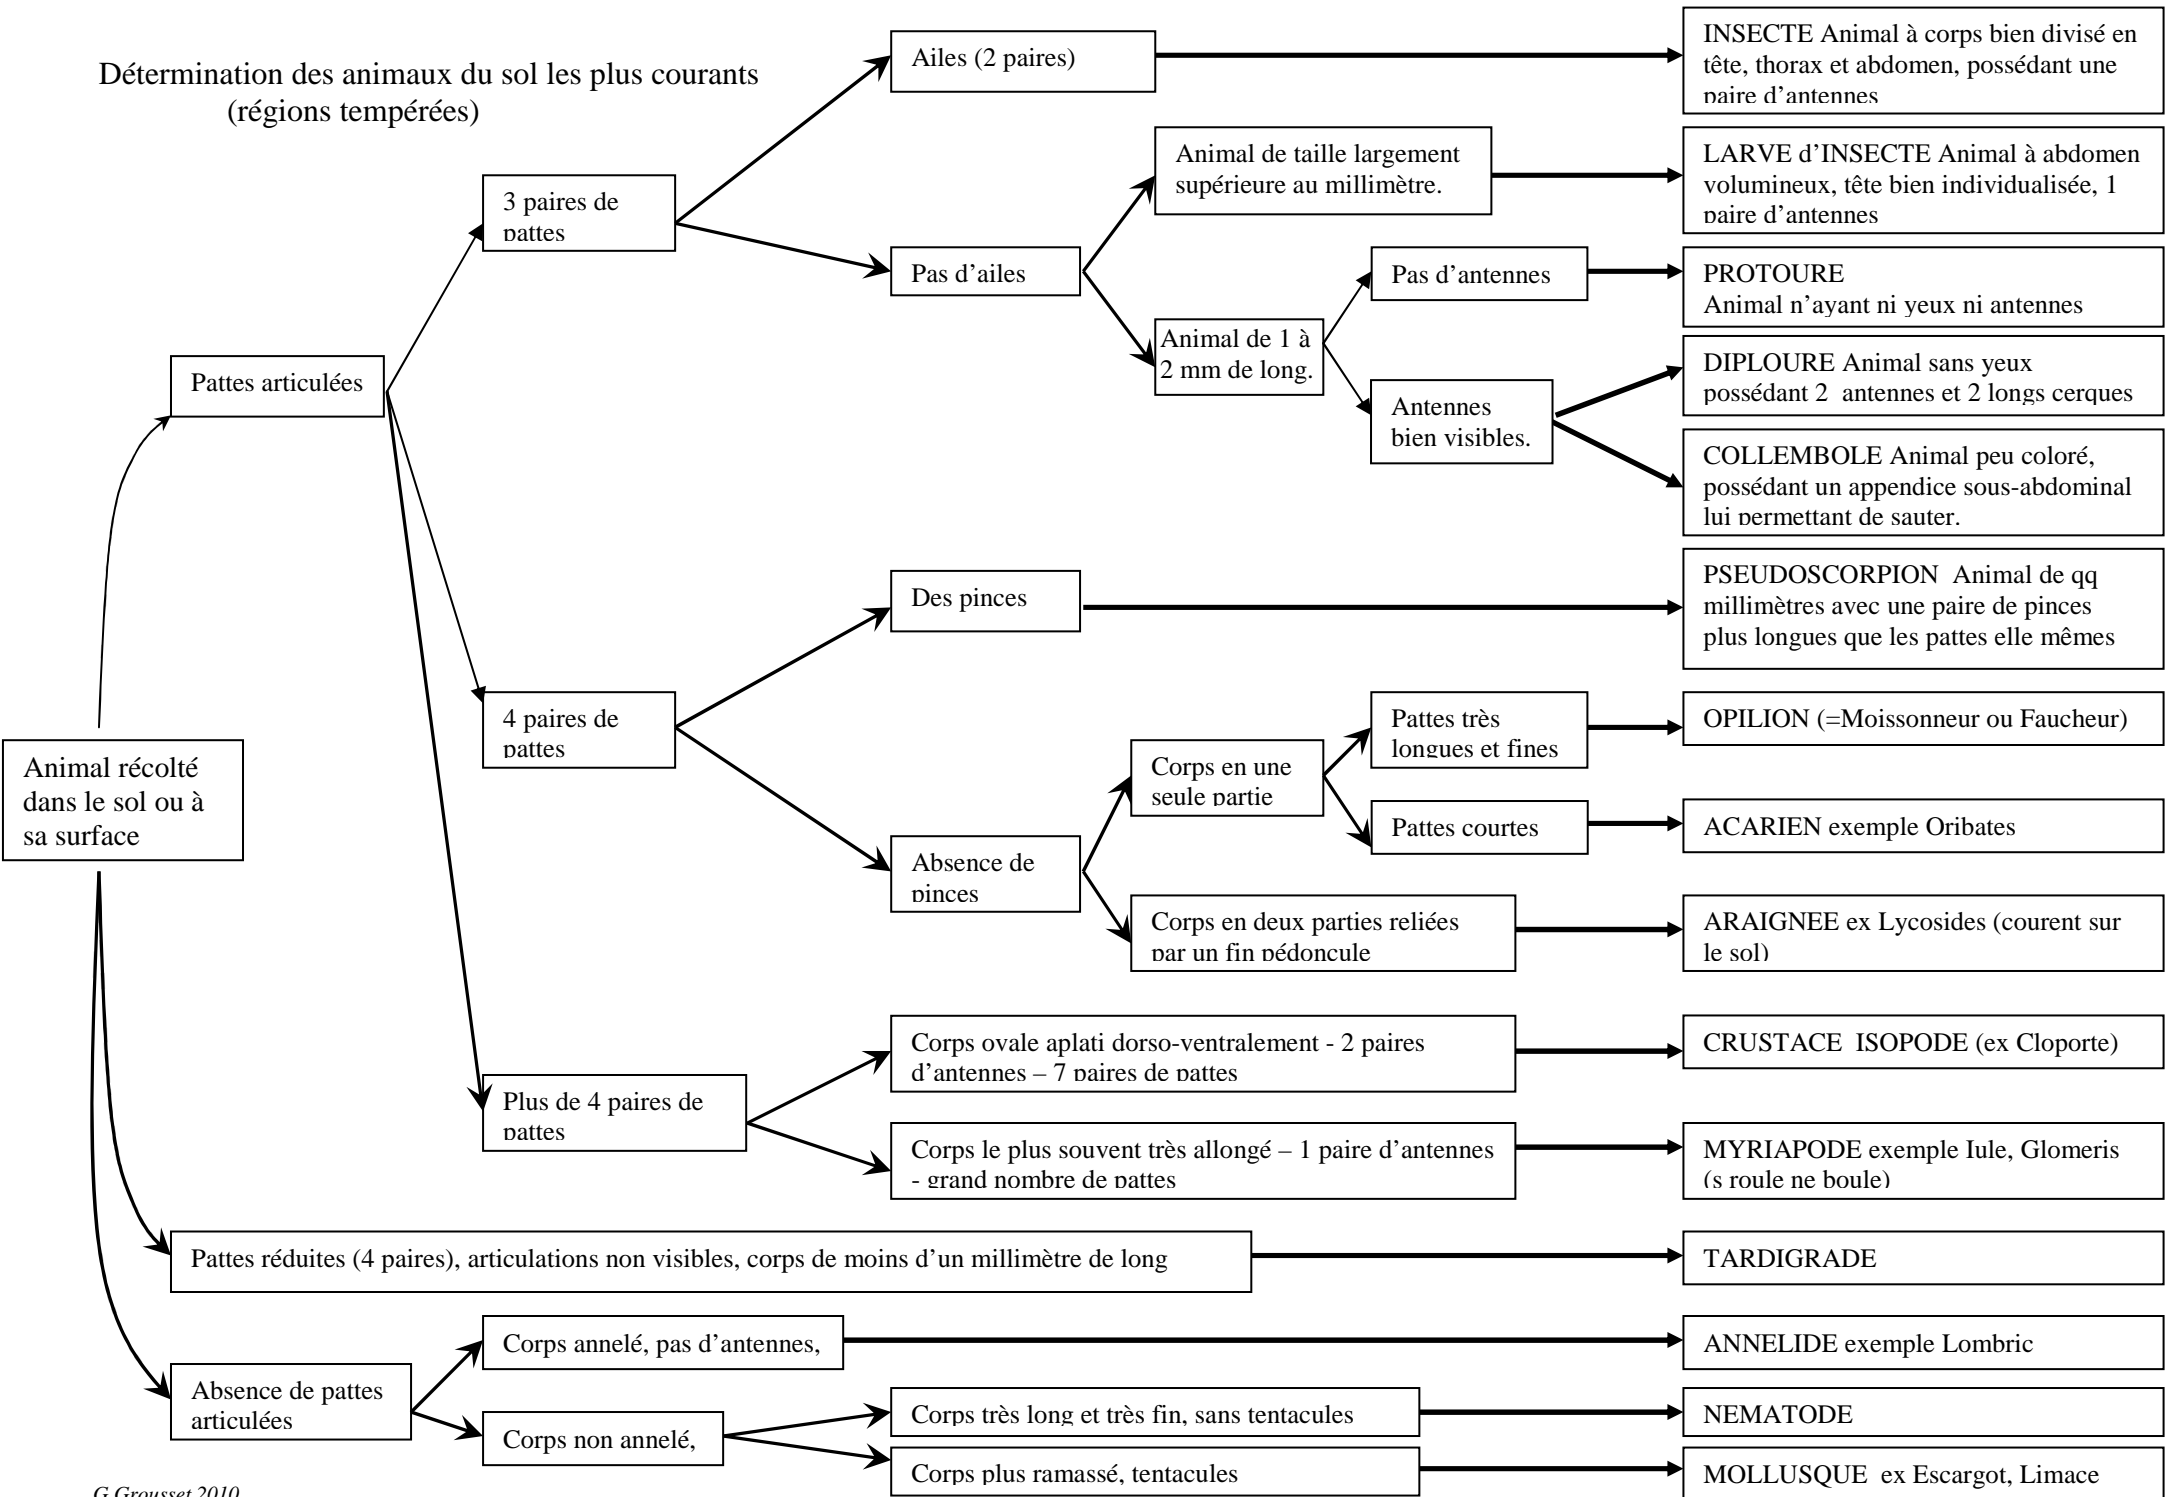 Détermination des animaux du sol les plus courants
(régions tempérées)
Animal récolté
dans le sol ou à
sa surface
Pattes articulées
3 paires de
pattes
Ailes (2 paires)
INSECTE Animal à corps bien divisé en
tête, thorax et abdomen, possédant une
paire d’antennes
Pas d’ailes
Animal de taille largement
supérieure au millimètre.
LARVE d’INSECTE Animal à abdomen
volumineux, tête bien individualisée, 1
paire d’antennes
Animal de 1 à
2 mm de long.
Pas d’antennes
PROTOURE
Animal n’ayant ni yeux ni antennes
Antennes
bien visibles.
DIPLOURE Animal sans yeux
possédant 2 antennes et 2 longs cerques
COLLEMBOLE Animal peu coloré,
possédant un appendice sous-abdominal
lui permettant de sauter.
4 paires de
pattes
Des pinces
PSEUDOSCORPION Animal de qq
millimètres avec une paire de pinces
plus longues que les pattes elle mêmes
Absence de
pinces
Corps en une
seule partie
Pattes très
longues et fines
OPILION (=Moissonneur ou Faucheur)
Pattes courtes
ACARIEN exemple Oribates
Corps en deux parties reliées
par un fin pédoncule
ARAIGNEE ex Lycosides (courent sur
le sol)
Plus de 4 paires de
pattes
Corps ovale aplati dorso-ventralement - 2 paires
d’antennes – 7 paires de pattes
CRUSTACE ISOPODE (ex Cloporte)
Corps le plus souvent très allongé – 1 paire d’antennes
- grand nombre de pattes
MYRIAPODE exemple Iule, Glomeris
(s roule ne boule)
Pattes réduites (4 paires), articulations non visibles, corps de moins d’un millimètre de long
TARDIGRADE
Absence de pattes
articulées
Corps annelé, pas d’antennes,
ANNELIDE exemple Lombric
Corps non annelé,
Corps très long et très fin, sans tentacules
NEMATODE
Corps plus ramassé, tentacules
MOLLUSQUE ex Escargot, Limace
G Grousset 2010